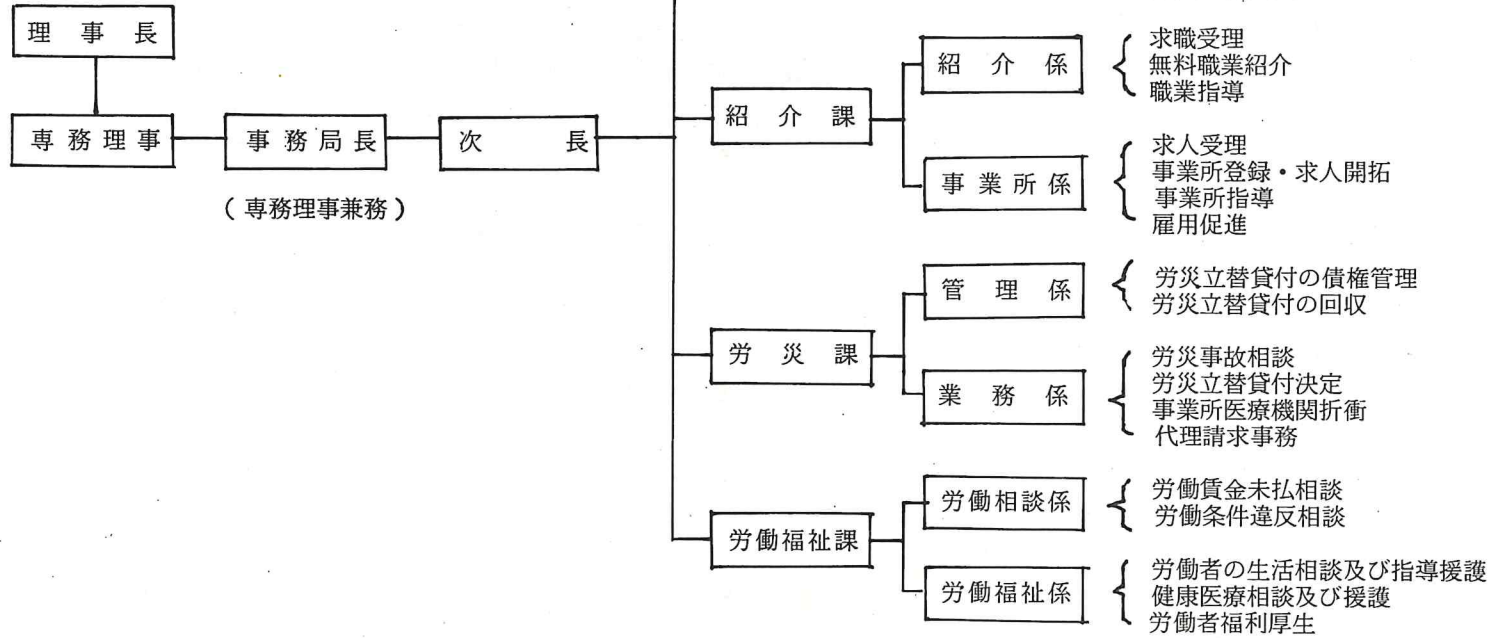 理事長
専務理事
事務局長
(専務理事兼務)
次長
紹介課
紹介係
求職受理
無料職業紹介
職業指導
事業所係
求人受理
事業所登録・求人開拓
事業所指導
雇用促進
労災課
管理係
労災立替貸付の債権管理
労災立替貸付の回収
業務係
労災事故相談
労災立替貸付決定
事業所医療機関折衝
代理請求事務
労働福祉課
労働相談係
労働賃金未払相談
労働条件違反相談
労働福祉係
労働者の生活相談及び指導援護
健康医療相談及び援護
労働者福利厚生